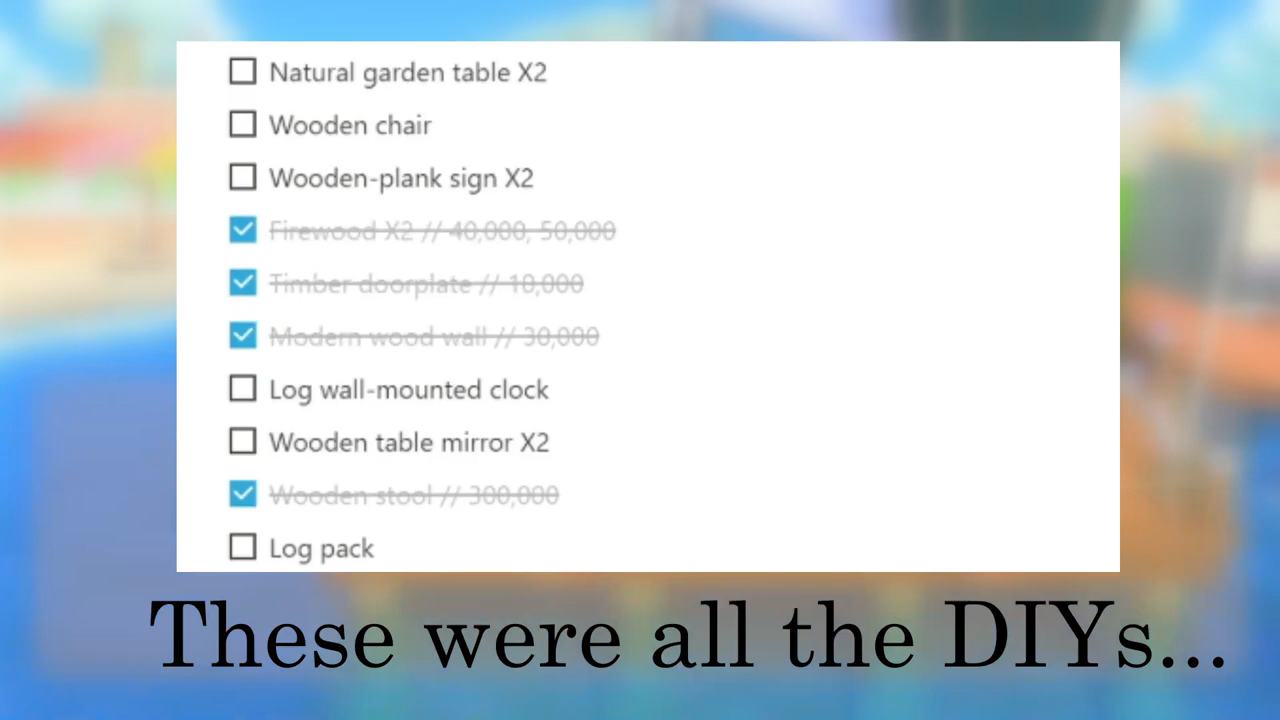 Natural garden table X2
Wooden chair
Wooden-plank sign X2
Firewood X2 // 40,000, 50,000
Timber doorplate // 10,000
Modern wood wall // 30,000
Log wall-mounted clock
Wooden table mirror X2
Wooden stool // 300,000
Log pack
These were all the DIYs...